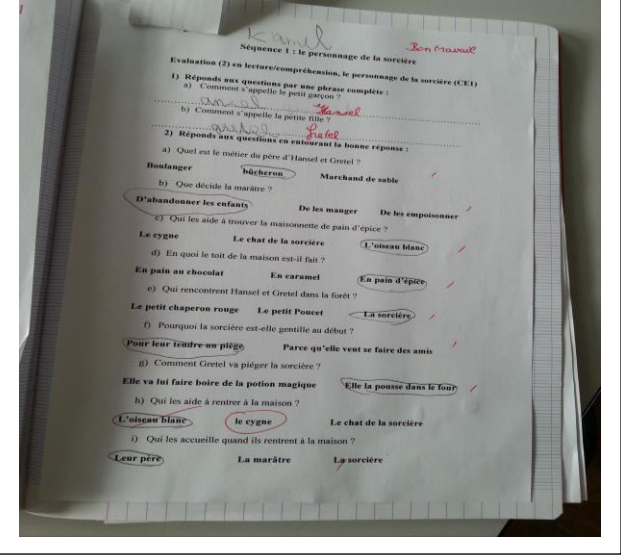 Kamel
Bon travail
Séquence 1 : le personnage de la sorcière
Evaluation (2) en lecture/compréhension, le personnage de la sorcière (CE1)
1) Réponds aux questions par une phrase complète :
a) Comment s'appelle le petit garçon ?
ansel Hansel
b) Comment s'appelle la petite fille ?
gretel Gretel
2) Réponds aux questions en entourant la bonne réponse :
a) Quel est le métier du père d'Hansel et Gretel ?
Boulanger bûcheron Marchand de sable
b) Que décide la marâtre ?
D'abandonner les enfants De les manger De les empoisonner
c) Qui les aide à trouver la maisonnette de pain d'épice ?
Le cygne Le chat de la sorcière L'oiseau blanc
d) En quoi le toit de la maison est-il fait ?
En pain au chocolat En caramel En pain d'épice
e) Qui rencontrent Hansel et Gretel dans la forêt ?
Le petit chaperon rouge Le petit Poucet La sorcière
f) Pourquoi la sorcière est-elle gentille au début ?
Pour leur tendre un piège Parce qu'elle veut se faire des amis
g) Comment Gretel va piéger la sorcière ?
Elle va lui faire boire de la potion magique Elle la pousse dans le four
h) Qui les aide à rentrer à la maison ?
L'oiseau blanc le cygne Le chat de la sorcière
i) Qui les accueille quand ils rentrent à la maison ?
Leur père La marâtre La sorcière